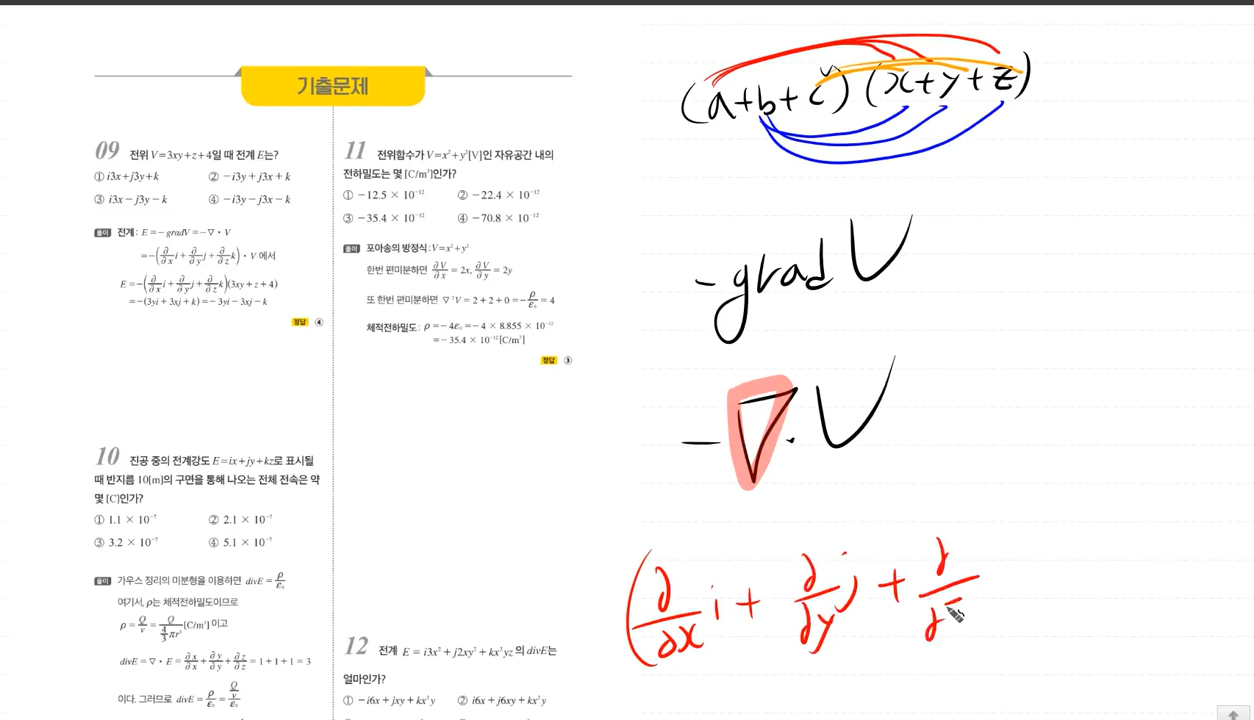 기출문제
09 전위 V=3xy+z+4일 때 전계 E는?
① i3x+j3y+k ② −i3y+j3x+k
③ i3x−j3y−k ④ −i3y−j3x−k
풀이 전계: E=−gradV=−∇·V
=−(∂/∂x i+∂/∂y j+∂/∂z k)·V에서
E=−(∂/∂x i+∂/∂y j+∂/∂z k)(3xy+z+4)
=−(3yi+3xj+k)=−3yi−3xj−k
정답 ④
10 진공 중의 전계강도 E=ix+jy+kz로 표시될
때 반지름 10[m]의 구면을 통해 나오는 전체 전속은 약
몇 [C]인가?
① 1.1 × 10⁻⁷ ② 2.1 × 10⁻⁷
③ 3.2 × 10⁻⁷ ④ 5.1 × 10⁻⁷
풀이 가우스 정리의 미분형을 이용하면 divE=ρ/ε₀
여기서, ρ는 체적전하밀도이므로
ρ=Q/v=Q/(4/3 πr³)[C/m³]이고
divE=∇·E=∂x/∂x+∂y/∂y+∂z/∂z=1+1+1=3
이다. 그러므로 divE=ρ/ε₀=(Q/v)/ε₀
11 전위함수가 V=x²+y²[V]인 자유공간 내의
전하밀도는 몇 [C/m³]인가?
① −12.5 × 10⁻¹² ② −22.4 × 10⁻¹²
③ −35.4 × 10⁻¹² ④ −70.8 × 10⁻¹²
풀이 포아송의 방정식:V=x²+y²
한번 편미분하면 ∂V/∂x=2x, ∂V/∂y=2y
또 한번 편미분하면 ∇²V=2+2+0=−ρ/ε₀=4
체적전하밀도: ρ=−4ε₀=−4 × 8.855 × 10⁻¹²
=−35.4 × 10⁻¹²[C/m³]
정답 ③
12 전계 E=i3x²+j2xy²+kx²yz의 divE는
얼마인가?
① −i6x+jxy+kx²y ② i6x+j6xy+kx²y
(a+b+c)(x+y+z)
-grad V
-∇·V
(∂/∂x i + ∂/∂y j + ∂/